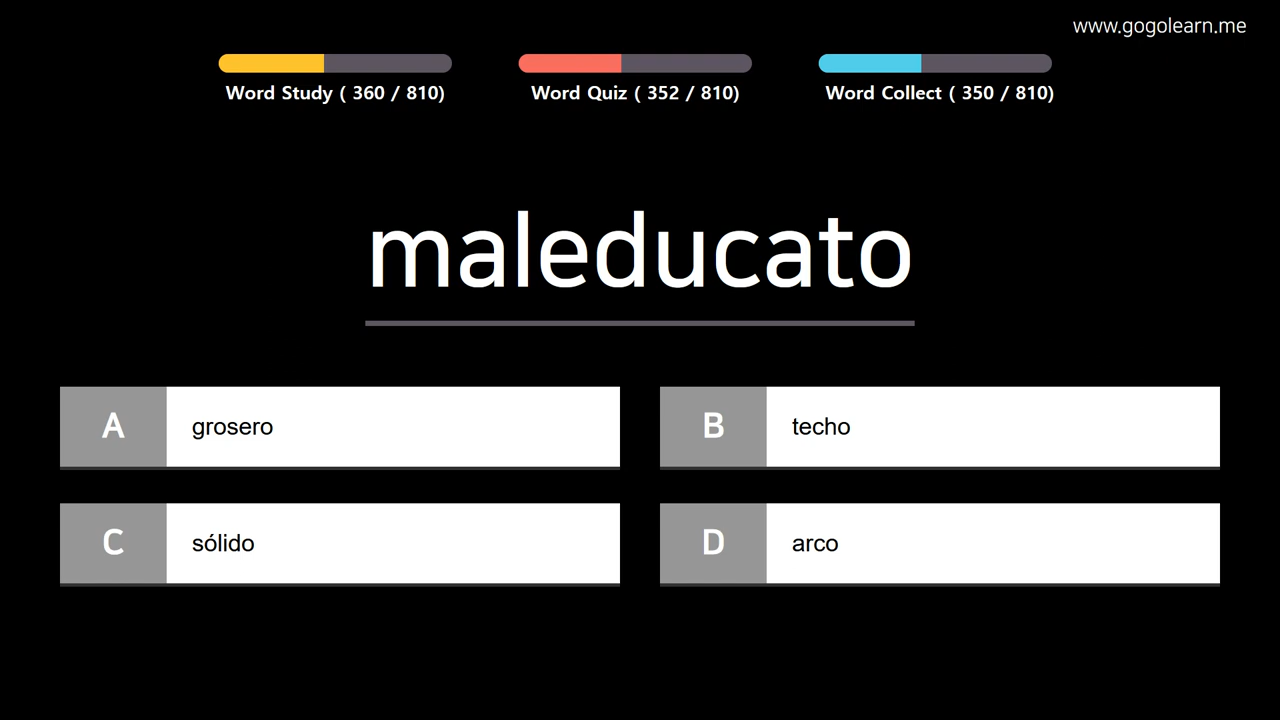 www.gogolearn.me
Word Study ( 360 / 810)
Word Quiz ( 352 / 810)
Word Collect ( 350 / 810)
maleducato
A grosero
B techo
C sólido
D arco